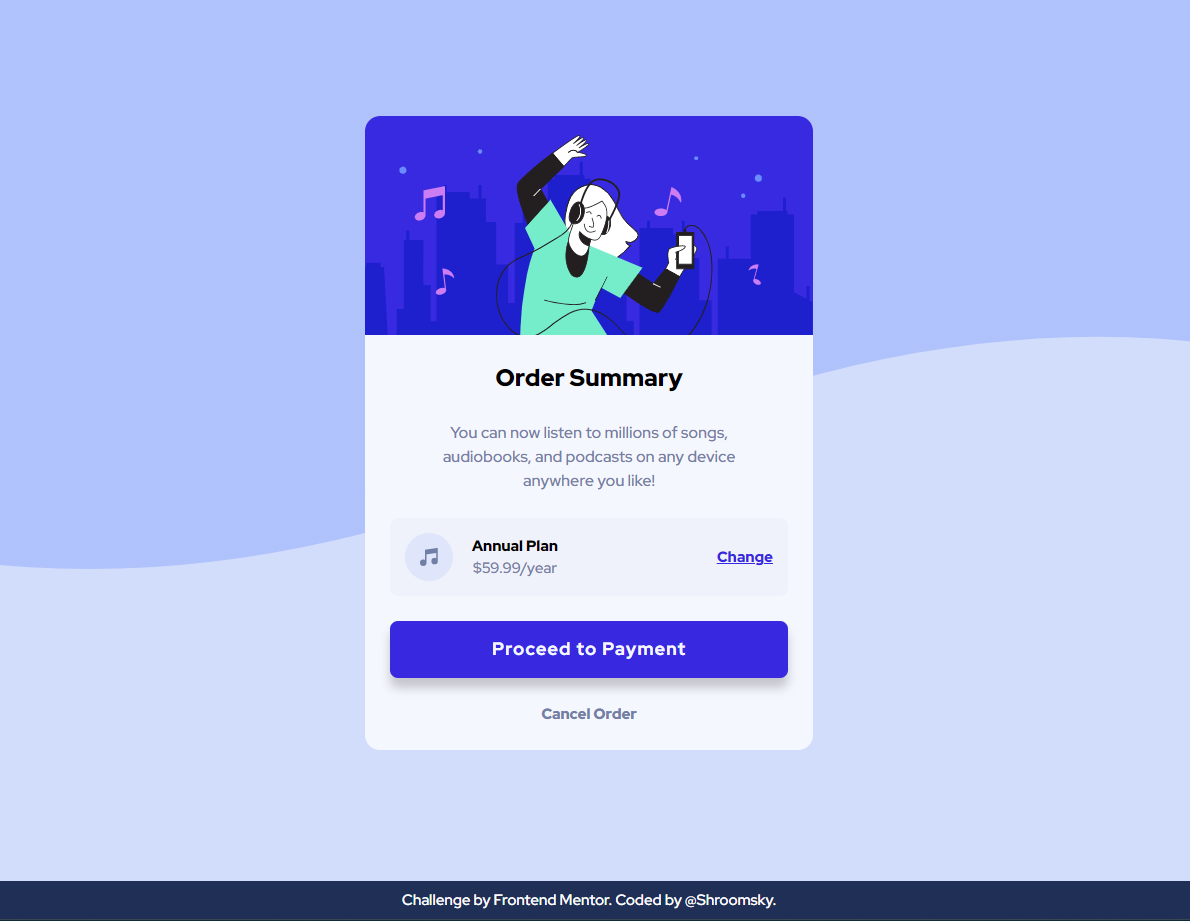 Order Summary
You can now listen to millions of songs,
audiobooks, and podcasts on any device
anywhere you like!
Annual Plan
$59.99/year
Change
Proceed to Payment
Cancel Order
Challenge by Frontend Mentor. Coded by @Shroomsky.